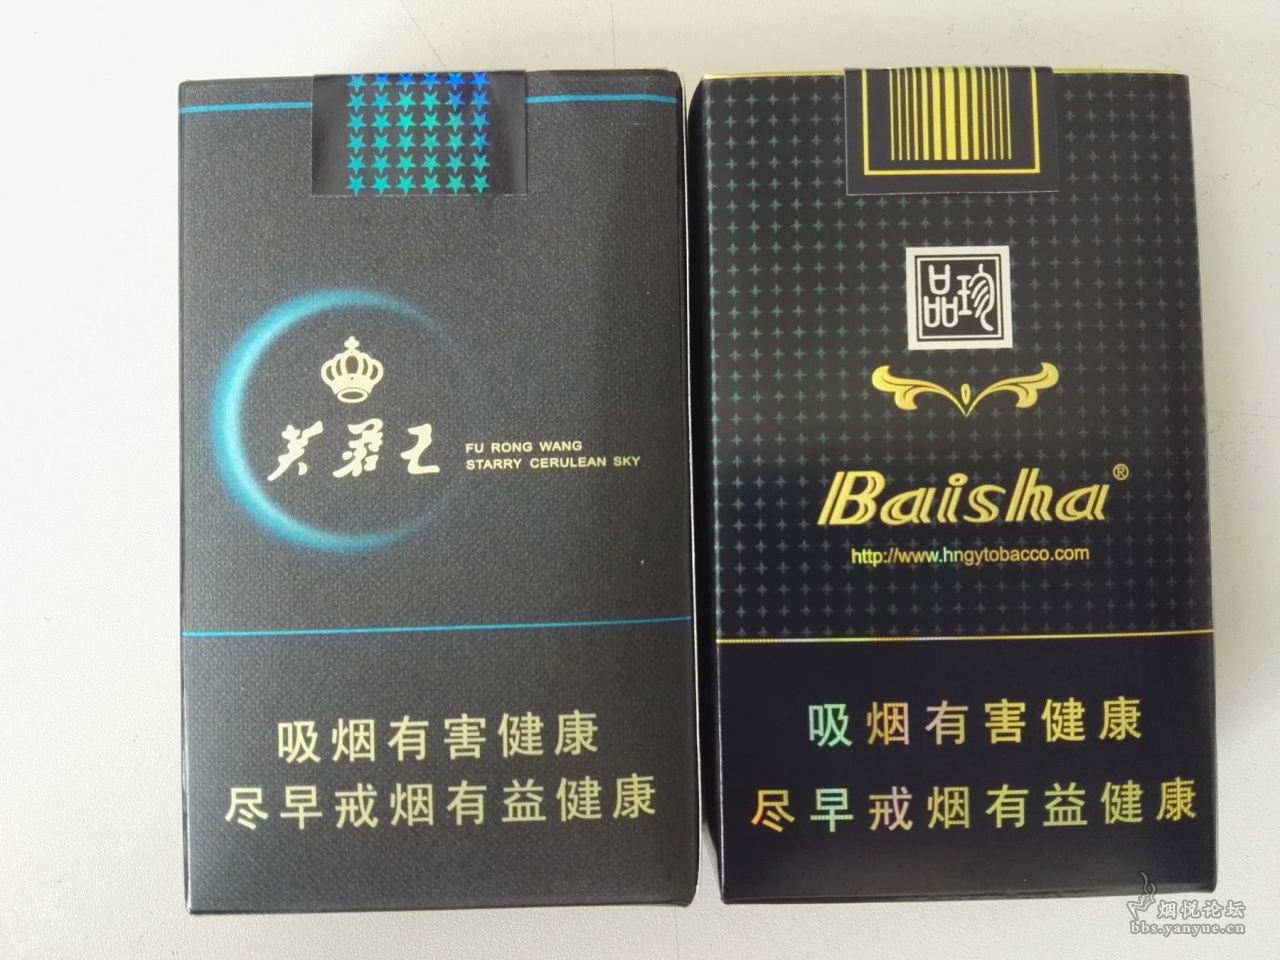 芙蓉王
FU RONG WANG
STARRY CERULEAN SKY
吸烟有害健康
尽早戒烟有益健康
珍品
Baisha®
http://www.hngytobacco.com
吸烟有害健康
尽早戒烟有益健康
烟悦论坛
bbs.yanyue.cn